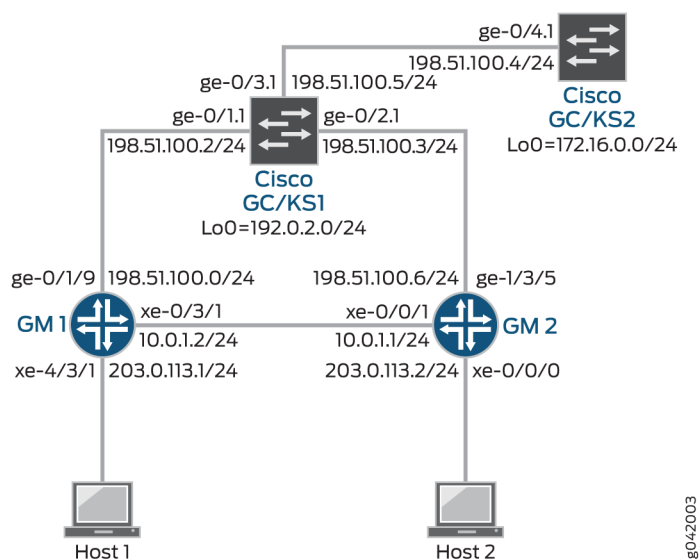 ge-0/4.1
198.51.100.4/24
ge-0/3.1 198.51.100.5/24
Cisco
GC/KS2
Lo0=172.16.0.0/24
ge-0/1.1 ge-0/2.1
198.51.100.2/24 198.51.100.3/24
Cisco
GC/KS1
Lo0=192.0.2.0/24
ge-0/1/9 198.51.100.0/24 198.51.100.6/24 ge-1/3/5
xe-0/3/1 xe-0/0/1
GM 1 GM 2
10.0.1.2/24 10.0.1.1/24
xe-4/3/1 203.0.113.1/24 203.0.113.2/24 xe-0/0/0
Host 1 Host 2
g042003